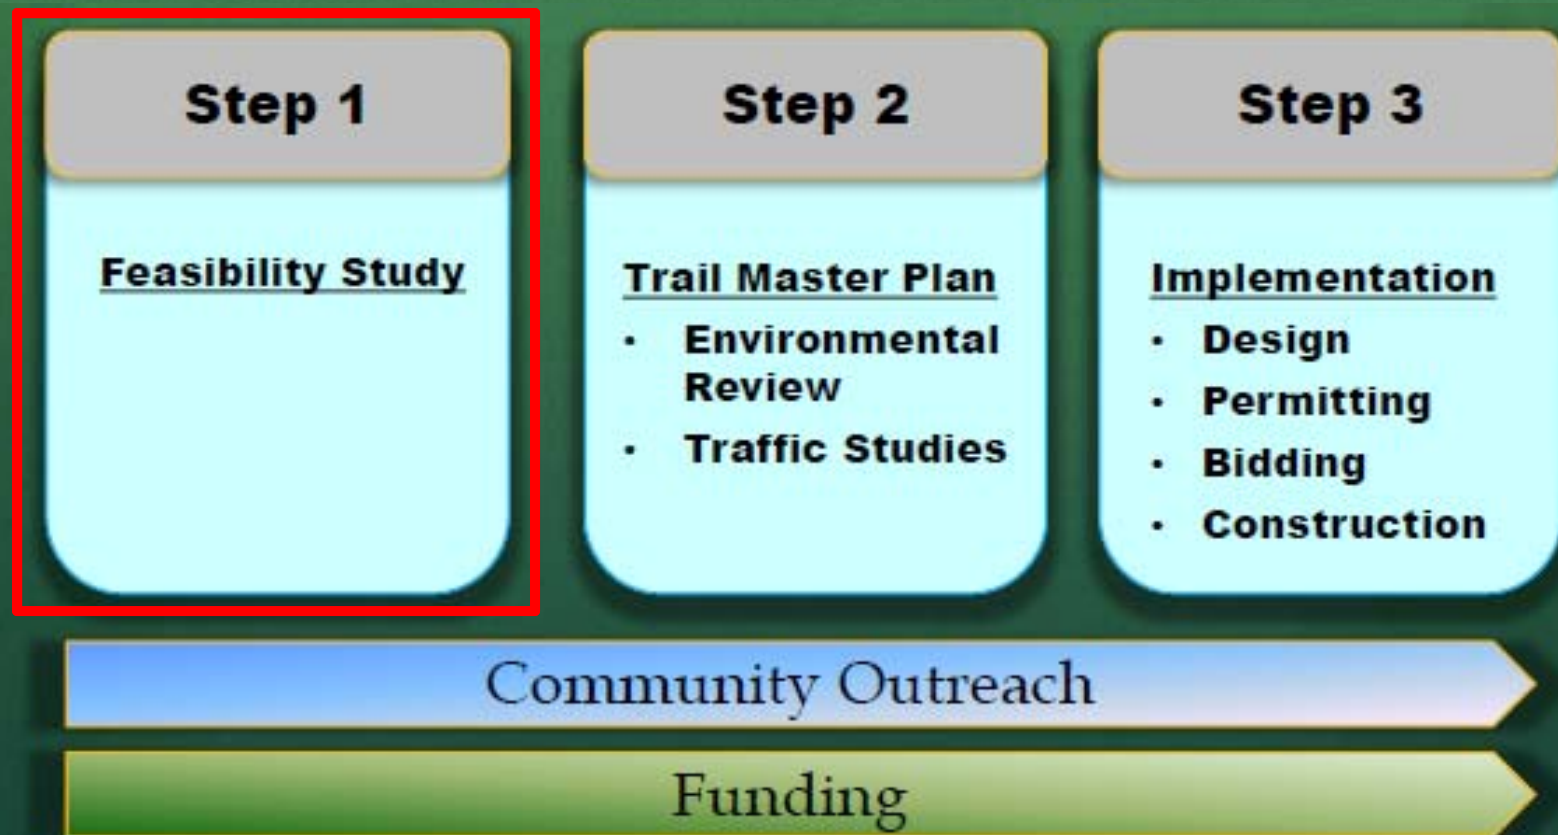 Step 1
Feasibility Study
Step 2
Trail Master Plan
• Environmental
Review
• Traffic Studies
Step 3
Implementation
• Design
• Permitting
• Bidding
• Construction
Community Outreach
Funding